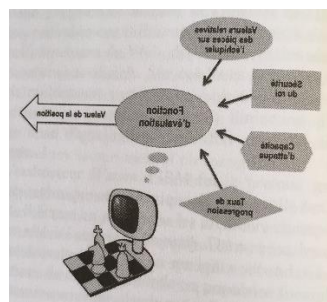 Valeurs relatives
des pièces sur
l'échiquier
Sécurité
du roi
Fonction
d'évaluation
Valeur de la position
Capacité
d'attaque
Taux de
progression